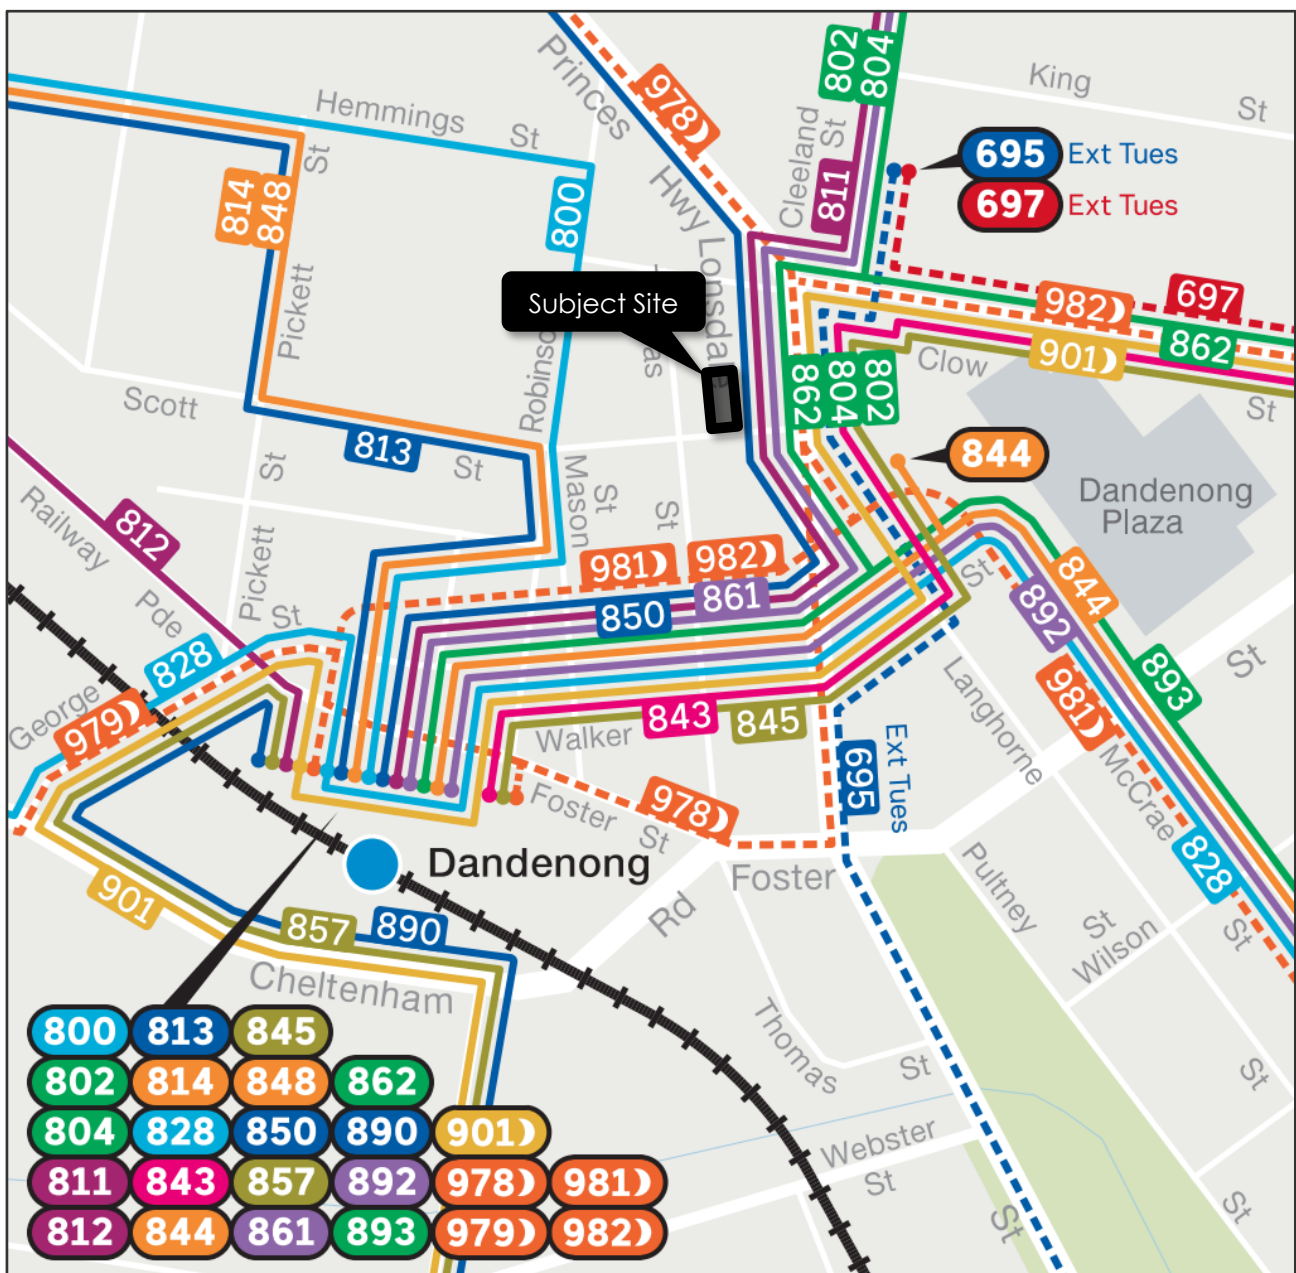 Princes
Hwy
Lonsdale
978
802
804
King
St
Hemmings
St
St
Cleeland
St
811
695 Ext Tues
697 Ext Tues
814
848
800
Pickett
Subject Site
Robinson
982
697
862
901
Clow
St
862
804
802
Scott
St
813
St
844
Dandenong
Plaza
Mason
St
St
Railway
Pde
812
Pickett
St
981
982
850
861
St
892
844
893
St
981
McCrae
828
St
George
979
828
Walker
843
845
Langhorne
695
Ext Tues
Foster
St
978
Foster
Dandenong
Rd
Pultney
St
Wilson
901
857
890
Cheltenham
Thomas
St
Webster
St
St
St
St
800 813 845
802 814 848 862
804 828 850 890 901
811 843 857 892 978 981
812 844 861 893 979 982